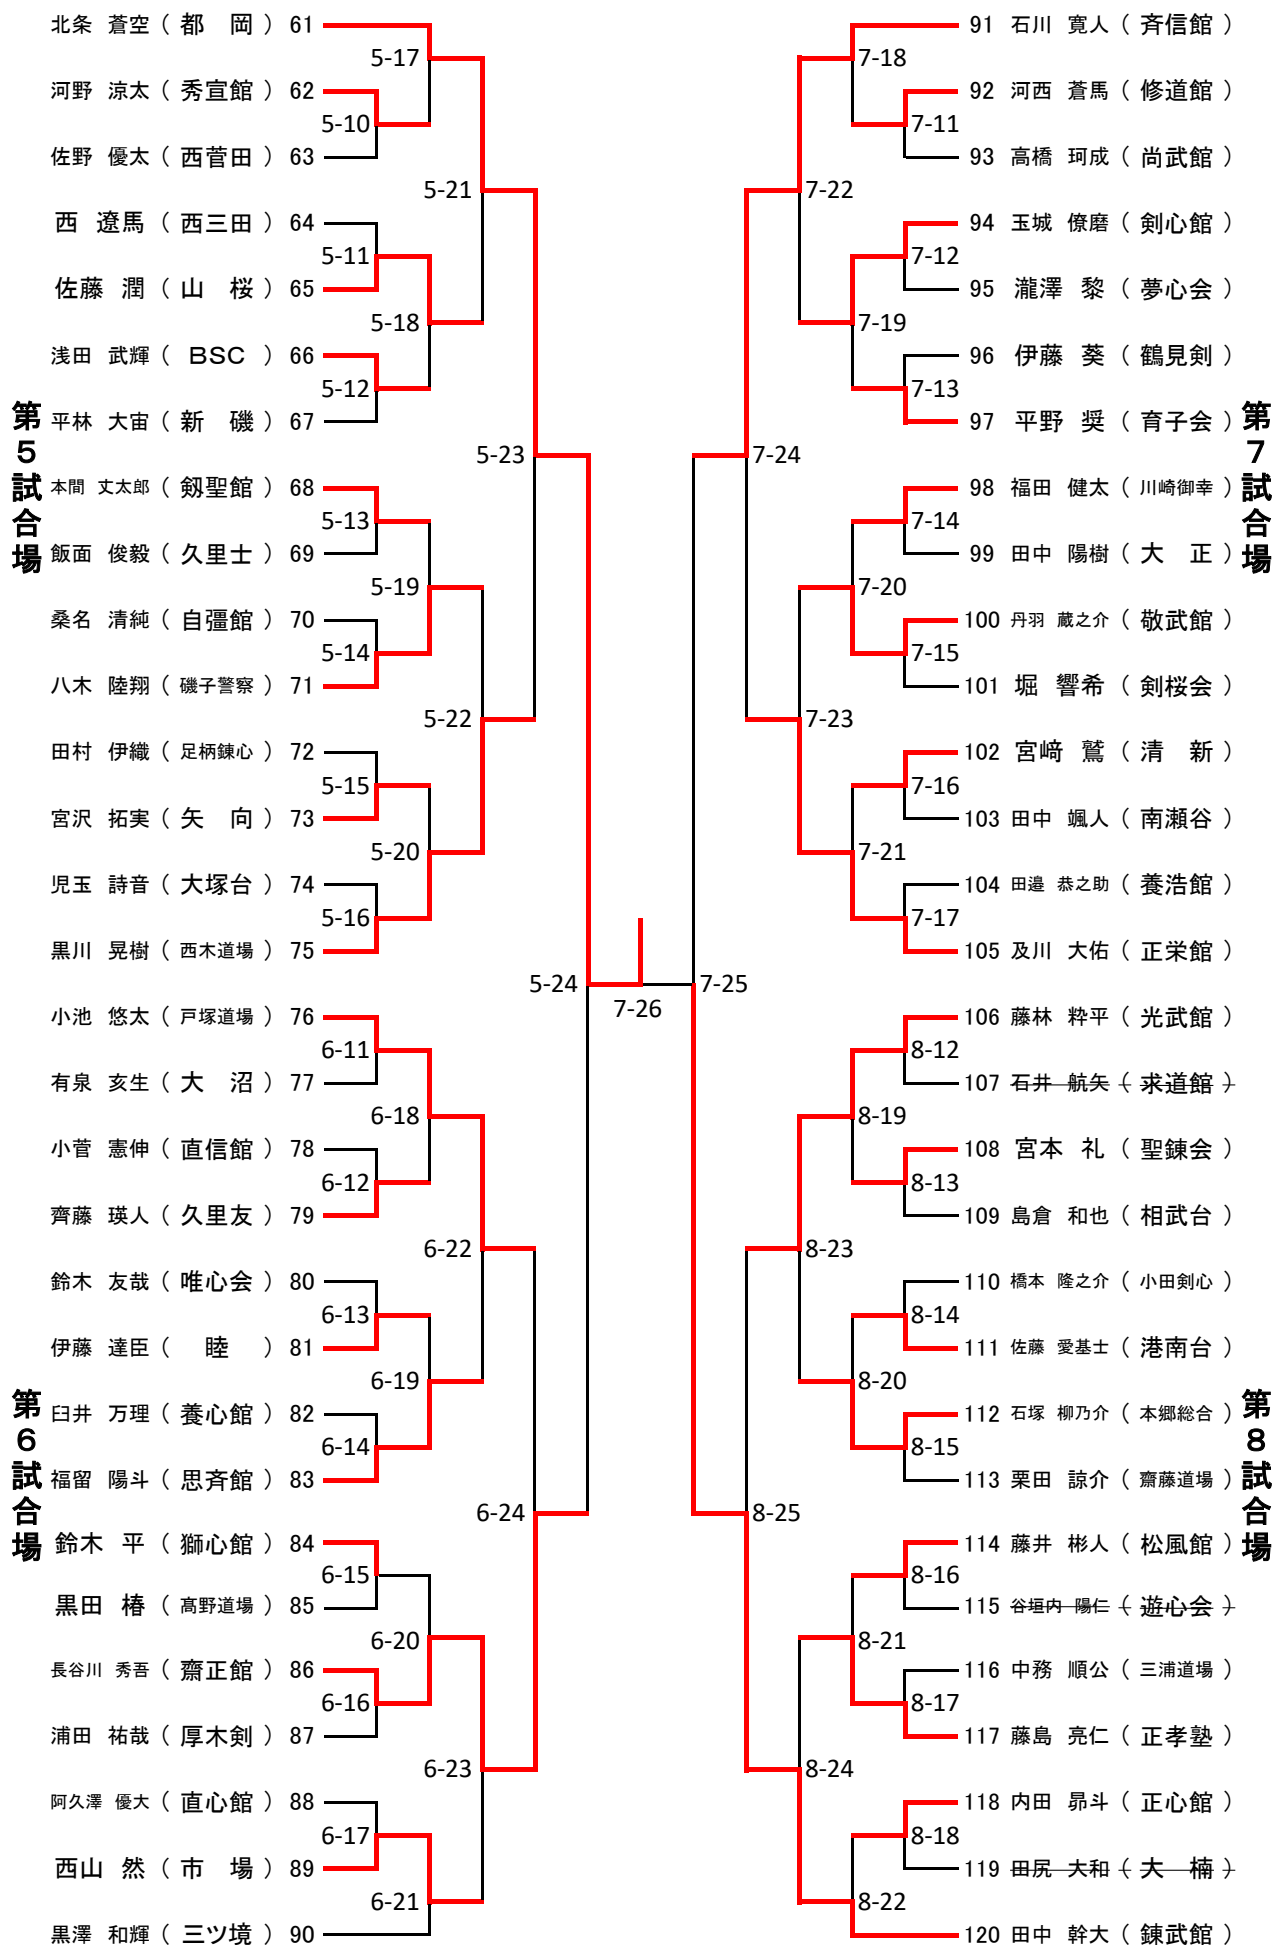 北条 蒼空 ( 都 岡 ) 61
5-17
河野 涼太 ( 秀宣館 ) 62
5-10
佐野 優太 ( 西菅田 ) 63
5-21
西 遼馬 ( 西三田 ) 64
5-11
佐藤 潤 ( 山 桜 ) 65
5-18
浅田 武輝 ( BSC ) 66
5-12
平林 大宙 ( 新 磯 ) 67
第5試合場
5-23
本間 丈太郎 ( 剱聖館 ) 68
5-13
飯面 俊毅 ( 久里士 ) 69
5-19
桑名 清純 ( 自彊館 ) 70
5-14
八木 陸翔 ( 磯子警察 ) 71
5-22
田村 伊織 ( 足柄錬心 ) 72
5-15
宮沢 拓実 ( 矢 向 ) 73
5-20
児玉 詩音 ( 大塚台 ) 74
5-16
黒川 晃樹 ( 西木道場 ) 75
5-24
小池 悠太 ( 戸塚道場 ) 76
6-11
有泉 亥生 ( 大 沼 ) 77
6-18
小菅 憲伸 ( 直信館 ) 78
6-12
齊藤 瑛人 ( 久里友 ) 79
6-22
鈴木 友哉 ( 唯心会 ) 80
6-13
伊藤 達臣 ( 睦 ) 81
6-19
臼井 万理 ( 養心館 ) 82
6-14
福留 陽斗 ( 思斉館 ) 83
第6試合場
6-24
鈴木 平 ( 獅心館 ) 84
6-15
黒田 椿 ( 髙野道場 ) 85
6-20
長谷川 秀吾 ( 齋正館 ) 86
6-16
浦田 祐哉 ( 厚木剣 ) 87
6-23
阿久澤 優大 ( 直心館 ) 88
6-17
西山 然 ( 市 場 ) 89
6-21
黒澤 和輝 ( 三ツ境 ) 90
7-26
91 石川 寛人 ( 斉信館 )
7-18
92 河西 蒼馬 ( 修道館 )
7-11
93 高橋 珂成 ( 尚武館 )
7-22
94 玉城 僚磨 ( 剣心館 )
7-12
95 瀧澤 黎 ( 夢心会 )
7-19
96 伊藤 葵 ( 鶴見剣 )
7-13
97 平野 奨 ( 育子会 )
第7試合場
7-24
98 福田 健太 ( 川崎御幸 )
7-14
99 田中 陽樹 ( 大 正 )
7-20
100 丹羽 蔵之介 ( 敬武館 )
7-15
101 堀 響希 ( 剣桜会 )
7-23
102 宮﨑 鷲 ( 清 新 )
7-16
103 田中 颯人 ( 南瀬谷 )
7-21
104 田邉 恭之助 ( 養浩館 )
7-17
105 及川 大佑 ( 正栄館 )
7-25
106 藤林 粋平 ( 光武館 )
8-12
107 石井 航矢 ( 求道館 )
8-19
108 宮本 礼 ( 聖錬会 )
8-13
109 島倉 和也 ( 相武台 )
8-23
110 橋本 隆之介 ( 小田剣心 )
8-14
111 佐藤 愛基士 ( 港南台 )
8-20
112 石塚 柳乃介 ( 本郷総合 )
8-15
113 栗田 諒介 ( 齋藤道場 )
第8試合場
8-25
114 藤井 彬人 ( 松風館 )
8-16
115 谷垣内 陽仁 ( 遊心会 )
8-21
116 中務 順公 ( 三浦道場 )
8-17
117 藤島 亮仁 ( 正孝塾 )
8-24
118 内田 昴斗 ( 正心館 )
8-18
119 田尻 大和 ( 大 楠 )
8-22
120 田中 幹大 ( 錬武館 )